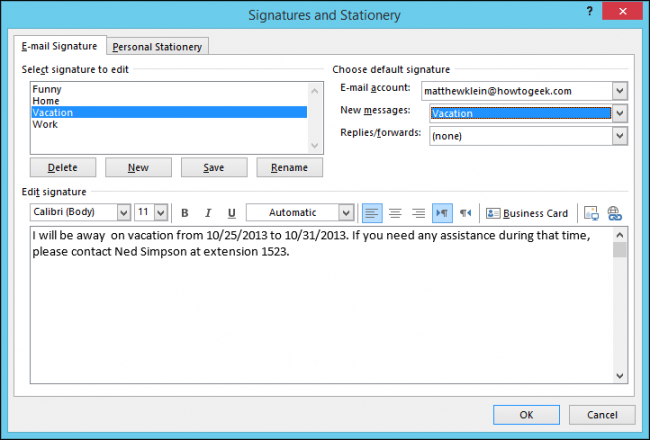 Signatures and Stationery
? X
E-mail Signature Personal Stationery
Select signature to edit
Funny
Home
Vacation
Work
Delete New Save Rename
Choose default signature
E-mail account: matthewklein@howtogeek.com
New messages: Vacation
Replies/forwards: (none)
Edit signature
Calibri (Body) 11 B I U Automatic Business Card
I will be away  on vacation from 10/25/2013 to 10/31/2013. If you need any assistance during that time,
please contact Ned Simpson at extension 1523.
OK Cancel